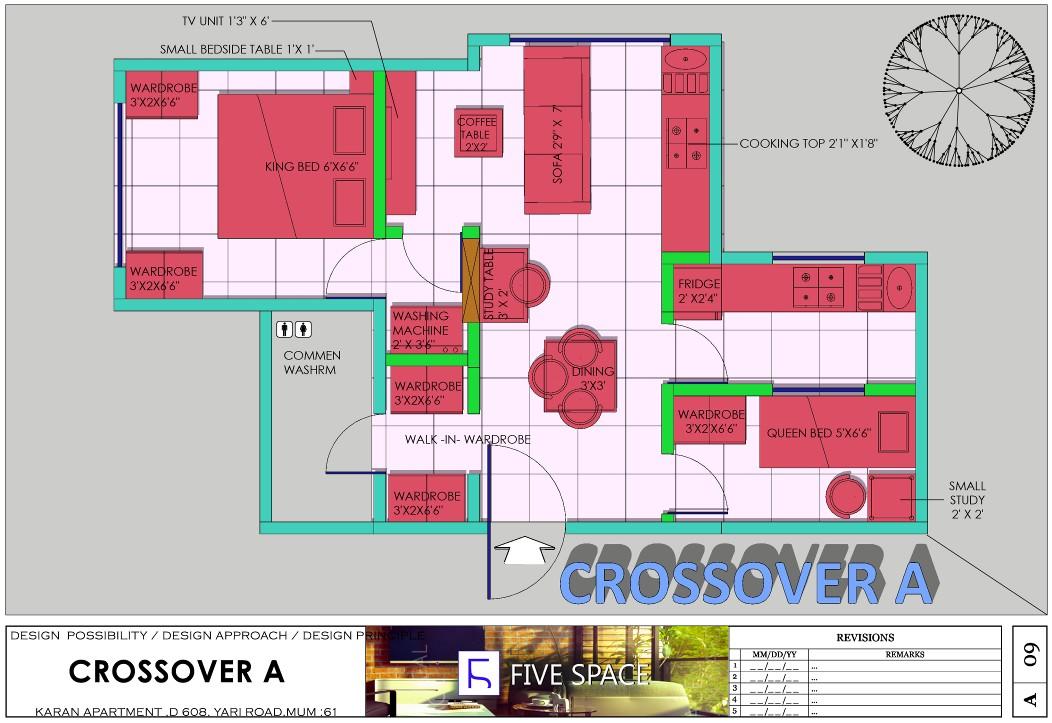 TV UNIT 1'3" X 6'
SMALL BEDSIDE TABLE 1'X 1'
WARDROBE
3'X2X6'6"
KING BED 6'X6'6"
COFFEE
TABLE
2'X2'
SOFA 2'9" X 7'
COOKING TOP 2'1" X1'8"
WARDROBE
3'X2X6'6"
STUDY TABLE
3' X 2'
FRIDGE
2' X2'4"
WASHING
MACHINE
2' X 3'6"
COMMEN
WASHRM
DINING
3'X3'
WARDROBE
3'X2X6'6"
WARDROBE
3'X2'X6'6"
QUEEN BED 5'X6'6"
WALK -IN- WARDROBE
WARDROBE
3'X2X6'6"
SMALL
STUDY
2' X 2'
CROSSOVER A
DESIGN POSSIBILITY / DESIGN APPROACH / DESIGN PRINCIPLE
CROSSOVER A
KARAN APARTMENT ,D 608, YARI ROAD,MUM :61
FIVE SPACE
REVISIONS
MM/DD/YY REMARKS
1 __/__/__ ...
2 __/__/__ ...
3 __/__/__ ...
4 __/__/__ ...
5 __/__/__ ...
A 09